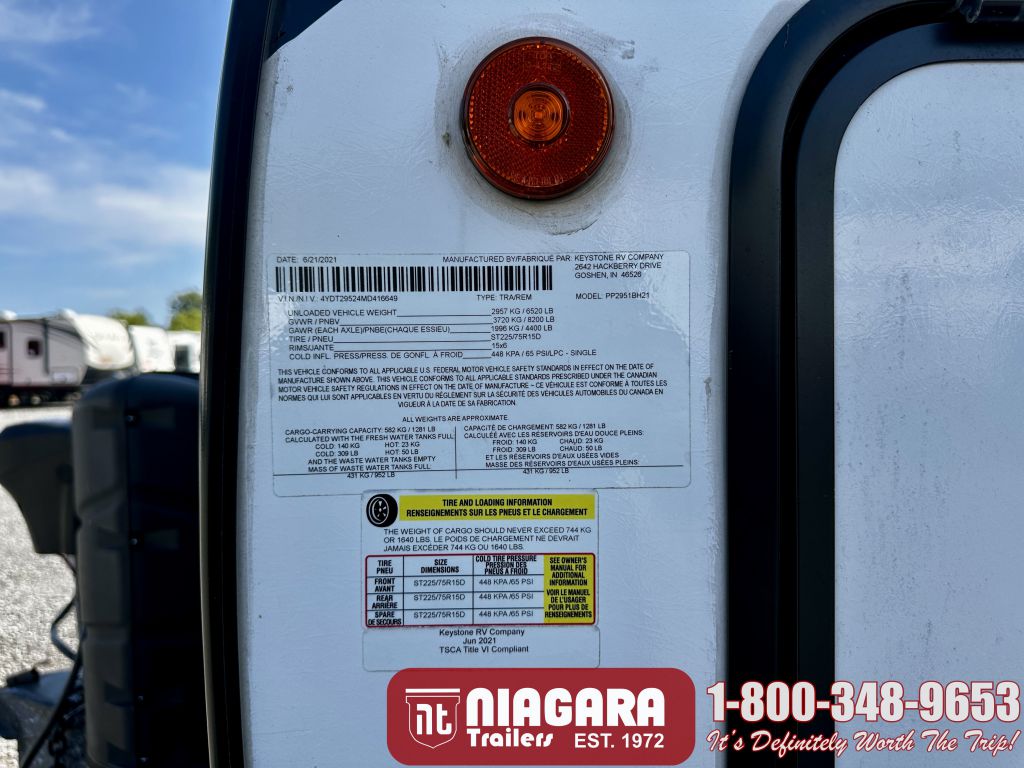 DATE: 6/21/2021 MANUFACTURED BY/FABRIQUÉ PAR: KEYSTONE RV COMPANY
2642 HACKBERRY DRIVE
GOSHEN, IN 46526
V.I.N./N.I.V.: 4YDT29524MD416649 TYPE: TRA/REM MODEL: PP2951BH21
UNLOADED VEHICLE WEIGHT 2957 KG / 6520 LB
GVWR / PNBV 3720 KG / 8200 LB
GAWR (EACH AXLE)/PNBE(CHAQUE ESSIEU) 1996 KG / 4400 LB
TIRE / PNEU ST225/75R15D
RIMS/JANTE 15x6
COLD INFL. PRESS/PRESS. DE GONFL. À FROID 448 KPA / 65 PSI/LPC - SINGLE
THIS VEHICLE CONFORMS TO ALL APPLICABLE U.S. FEDERAL MOTOR VEHICLE SAFETY STANDARDS IN EFFECT ON THE DATE OF
MANUFACTURE SHOWN ABOVE. THIS VEHICLE CONFORMS TO ALL APPLICABLE STANDARDS PRESCRIBED UNDER THE CANADIAN
MOTOR VEHICLE SAFETY REGULATIONS IN EFFECT ON THE DATE OF MANUFACTURE – CE VÉHICULE EST CONFORME À TOUTES LES
NORMES QUI LUI SONT APPLICABLES EN VERTU DU RÈGLEMENT SUR LA SÉCURITÉ DES VÉHICULES AUTOMOBILES DU CANADA EN
VIGUEUR À LA DATE DE SA FABRICATION.
ALL WEIGHTS ARE APPROXIMATE.
CARGO-CARRYING CAPACITY: 582 KG / 1281 LB
CALCULATED WITH THE FRESH WATER TANKS FULL
COLD: 140 KG HOT: 23 KG
COLD: 309 LB HOT: 50 LB
AND THE WASTE WATER TANKS EMPTY
MASS OF WASTE WATER TANKS FULL
431 KG / 952 LB
CAPACITÉ DE CHARGEMENT: 582 KG / 1281 LB
CALCULÉE AVEC LES RÉSERVOIRS D'EAU DOUCE PLEINS:
FROID: 140 KG CHAUD: 23 KG
FROID: 309 LB CHAUD: 50 LB
ET LES RÉSERVOIRS D'EAU USÉES VIDES
MASSE DES RÉSERVOIRS D'EAU USÉES PLEINS:
431 KG / 952 LB
TIRE AND LOADING INFORMATION
RENSEIGNEMENTS SUR LES PNEUS ET LE CHARGEMENT
THE WEIGHT OF CARGO SHOULD NEVER EXCEED 744 KG
OR 1640 LBS. LE POIDS DE CHARGEMENT NE DEVRAIT
JAMAIS EXCÉDER 744 KG OU 1640 LBS.
TIRE
PNEU
SIZE
DIMENSIONS
COLD TIRE PRESSURE
PRESSION DES
PNEUS A FROID
FRONT
AVANT
ST225/75R15D 448 KPA /65 PSI
REAR
ARRIÈRE
ST225/75R15D 448 KPA /65 PSI
SPARE
DE SECOURS
ST225/75R15D 448 KPA /65 PSI
SEE OWNER'S
MANUAL FOR
ADDITIONAL
INFORMATION
VOIR LE MANUEL
DE L'USAGER
POUR PLUS DE
RENSEIGNEMENTS
Keystone RV Company
Jun 2021
TSCA Title VI Compliant
nt NIAGARA
Trailers EST. 1972
1-800-348-9653
It's Definitely Worth The Trip!